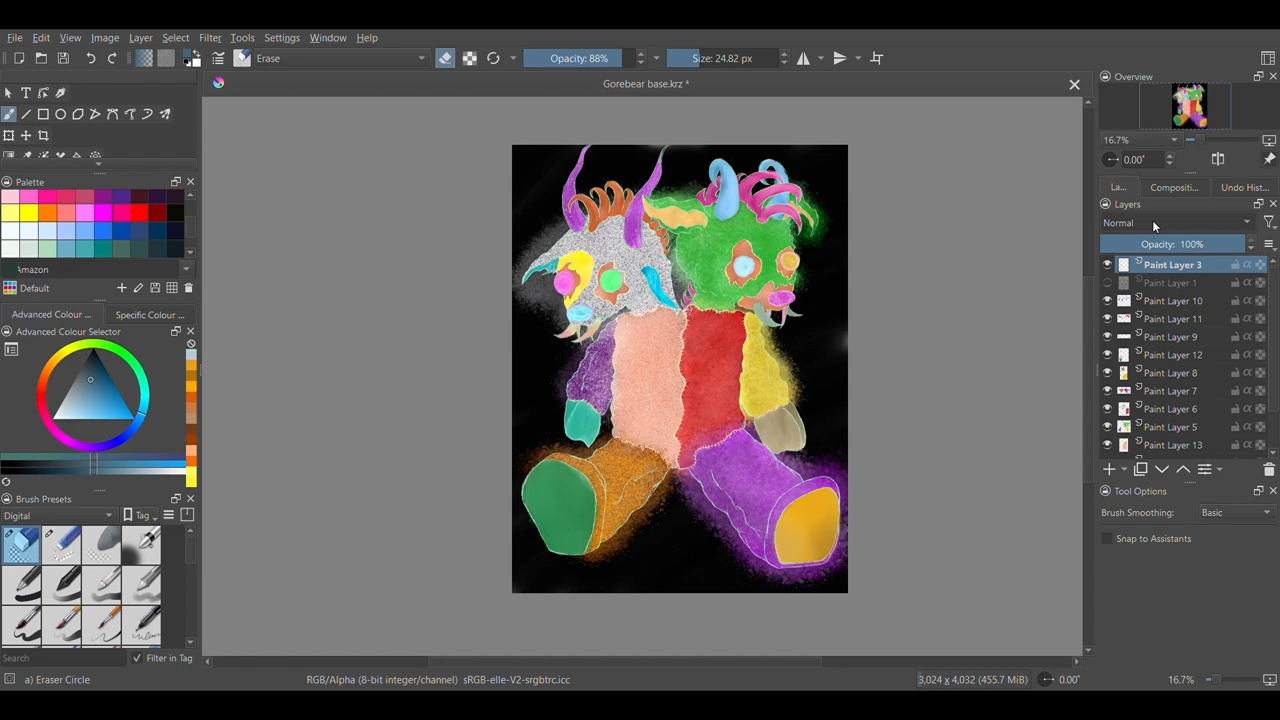 File Edit View Image Layer Select Filter Tools Settings Window Help
Erase Opacity: 88% Size: 24.82 px
Gorebear base.krz *
Overview
16.7%
0.00°
Palette
La... Compositi... Undo Hist...
Layers
Normal
Opacity: 100%
Amazon
Default
Paint Layer 3
Paint Layer 1
Paint Layer 10
Paint Layer 11
Paint Layer 9
Paint Layer 12
Paint Layer 8
Paint Layer 7
Paint Layer 6
Paint Layer 5
Paint Layer 13
Advanced Colour ... Specific Colour ...
Advanced Colour Selector
Brush Presets
Digital Tag
Tool Options
Brush Smoothing: Basic
Snap to Assistants
Search Filter in Tag
a) Eraser Circle RGB/Alpha (8-bit integer/channel) sRGB-elle-V2-srgbtrc.icc 3,024 x 4,032 (455.7 MiB) 0.00° 16.7%